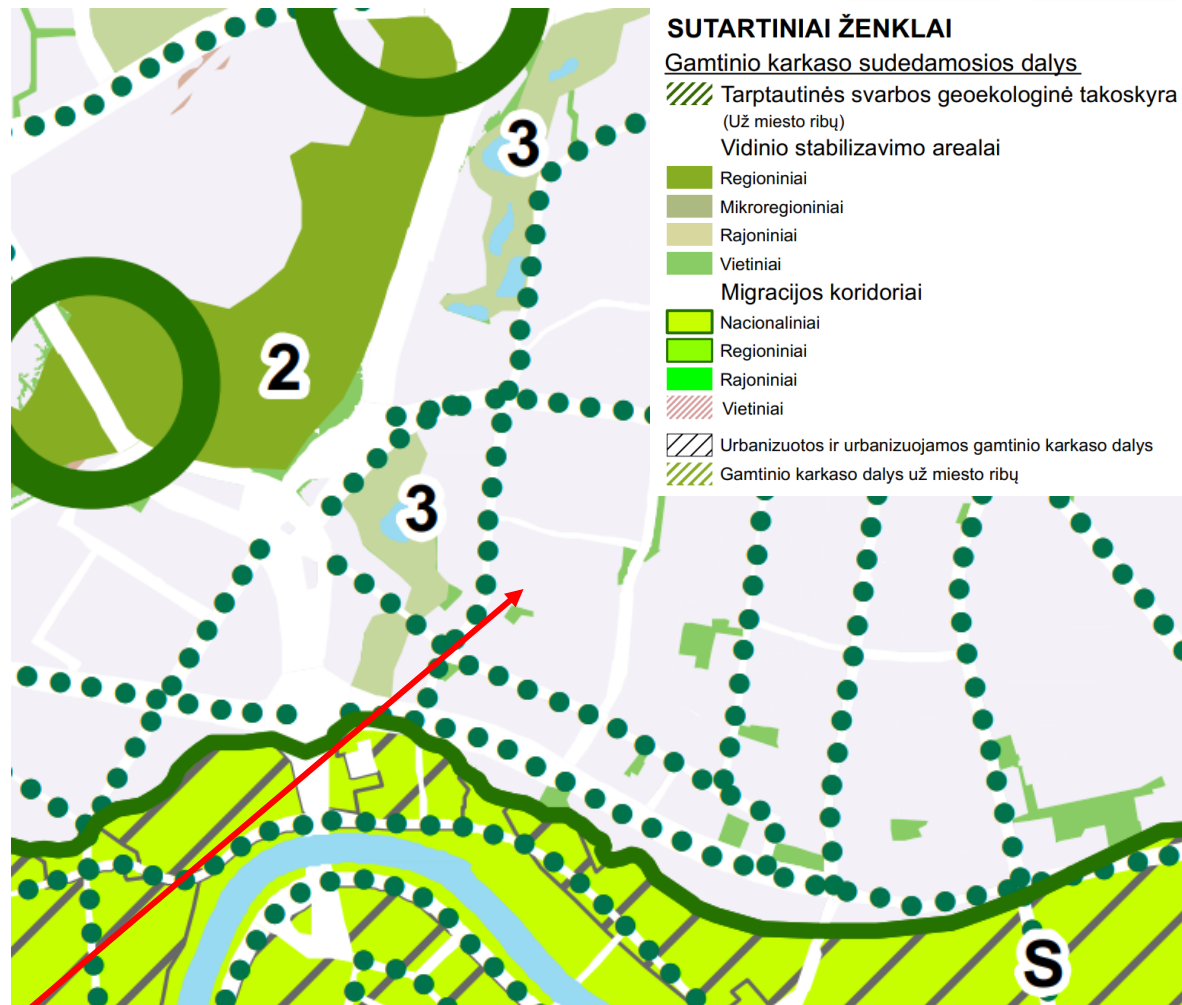 SUTARTINIAI ŽENKLAI
Gamtinio karkaso sudedamosios dalys
Tarptautinės svarbos geoekologinė takoskyra
(Už miesto ribų)
Vidinio stabilizavimo arealai
Regioniniai
Mikroregioniniai
Rajoniniai
Vietiniai
Migracijos koridoriai
Nacionaliniai
Regioniniai
Rajoniniai
Vietiniai
Urbanizuotos ir urbanizuojamos gamtinio karkaso dalys
Gamtinio karkaso dalys už miesto ribų
3
2
3
S